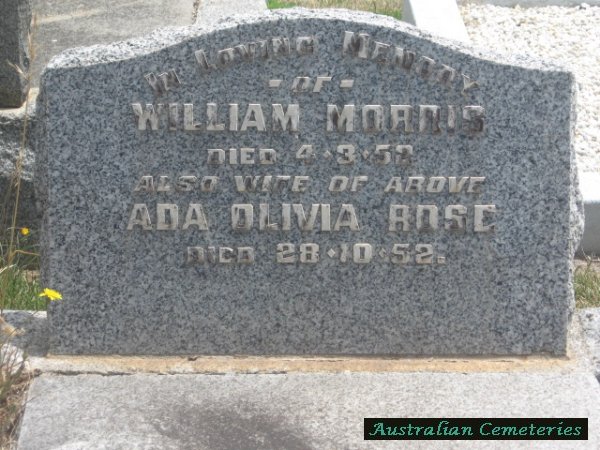 In Loving Memory
- OF -
WILLIAM MORRIS
DIED 4·3·52
ALSO WIFE OF ABOVE
ADA OLIVIA ROSE
DIED 28·10·52.
Australian Cemeteries